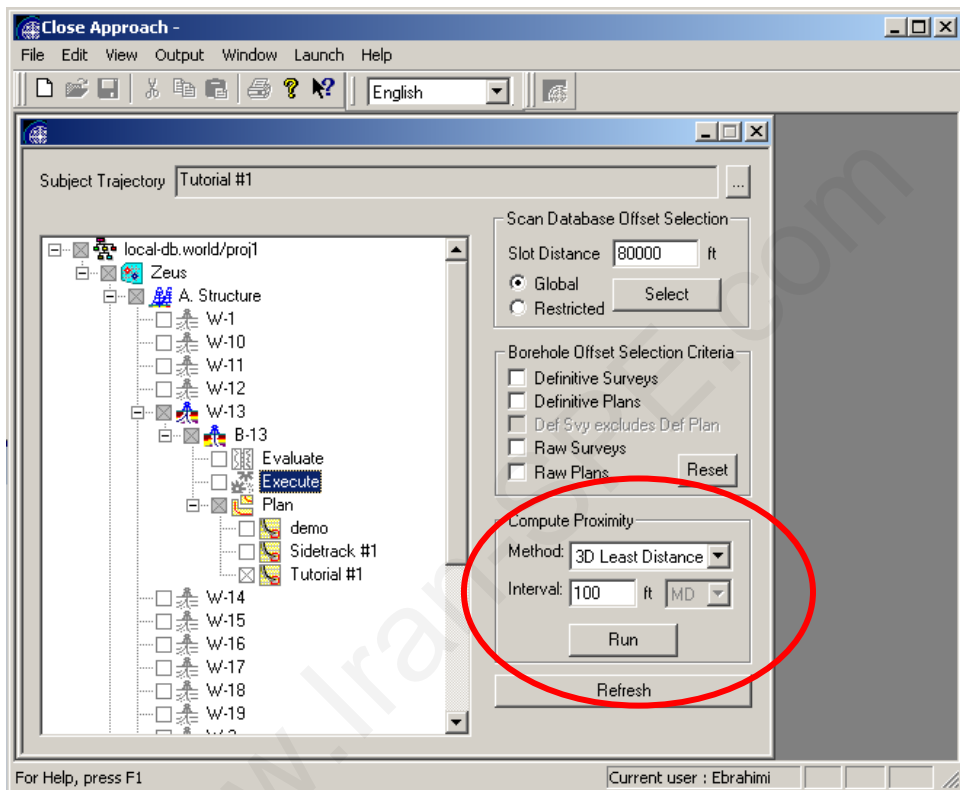 Close Approach -
File Edit View Output Window Launch Help
English
Subject Trajectory Tutorial #1 ...
local-db.world/proj1
Zeus
A. Structure
W-1
W-10
W-11
W-12
W-13
B-13
Evaluate
Execute
Plan
demo
Sidetrack #1
Tutorial #1
W-14
W-15
W-16
W-17
W-18
W-19
Scan Database Offset Selection
Slot Distance 80000 ft
Global
Restricted
Select
Borehole Offset Selection Criteria
Definitive Surveys
Definitive Plans
Def Svy excludes Def Plan
Raw Surveys
Raw Plans
Reset
Compute Proximity
Method: 3D Least Distance
Interval: 100 ft MD
Run
Refresh
For Help, press F1
Current user : Ebrahimi
www.Iran-SPE.com